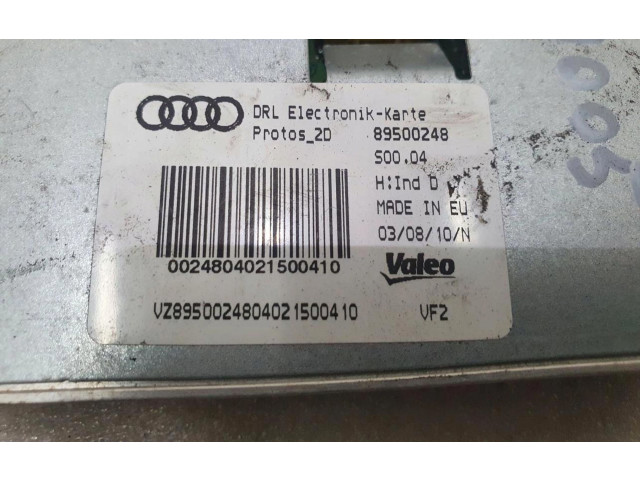 DRL Electronik-Karte
Protos_2D 89500248
S00.04
H:Ind D
MADE IN EU
03/08/10/N
0024804021500410
Valeo
VZ8950024804021500410 VF2